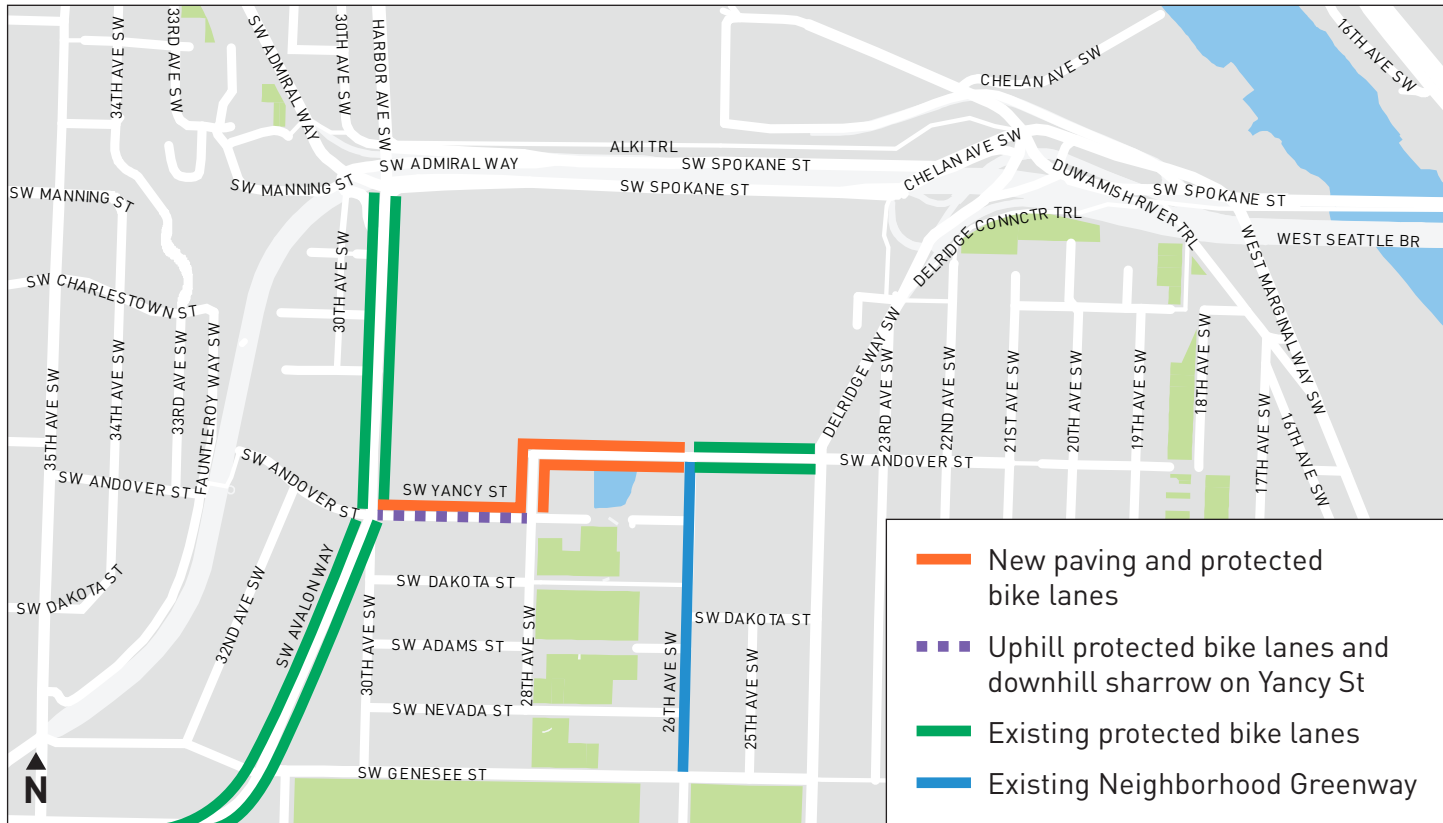 33RD AVE SW
34TH AVE SW
SW ADMIRAL WAY
30TH AVE SW
HARBOR AVE SW
16TH AVE SW
CHELAN AVE SW
ALKI TRL
SW ADMIRAL WAY
SW SPOKANE ST
CHELAN AVE SW
SW MANNING ST
SW SPOKANE ST
DUWAMISH RIVER TRL
SW SPOKANE ST
SW MANNING ST
DELRIDGE CONNCTR TRL
WEST SEATTLE BR
WEST MARGINAL WAY SW
30TH AVE SW
SW CHARLESTOWN ST
33RD AVE SW
34TH AVE SW
35TH AVE SW
FAUNTLEROY WAY SW
DELRIDGE WAY SW
23RD AVE SW
22ND AVE SW
21ST AVE SW
20TH AVE SW
19TH AVE SW
18TH AVE SW
17TH AVE SW
16TH AVE SW
SW ANDOVER ST
SW ANDOVER ST
SW ANDOVER ST
SW YANCY ST
SW DAKOTA ST
32ND AVE SW
SW AVALON WAY
30TH AVE SW
SW DAKOTA ST
SW ADAMS ST
SW NEVADA ST
28TH AVE SW
26TH AVE SW
SW DAKOTA ST
25TH AVE SW
SW GENESEE ST
N
New paving and protected
bike lanes
Uphill protected bike lanes and
downhill sharrow on Yancy St
Existing protected bike lanes
Existing Neighborhood Greenway